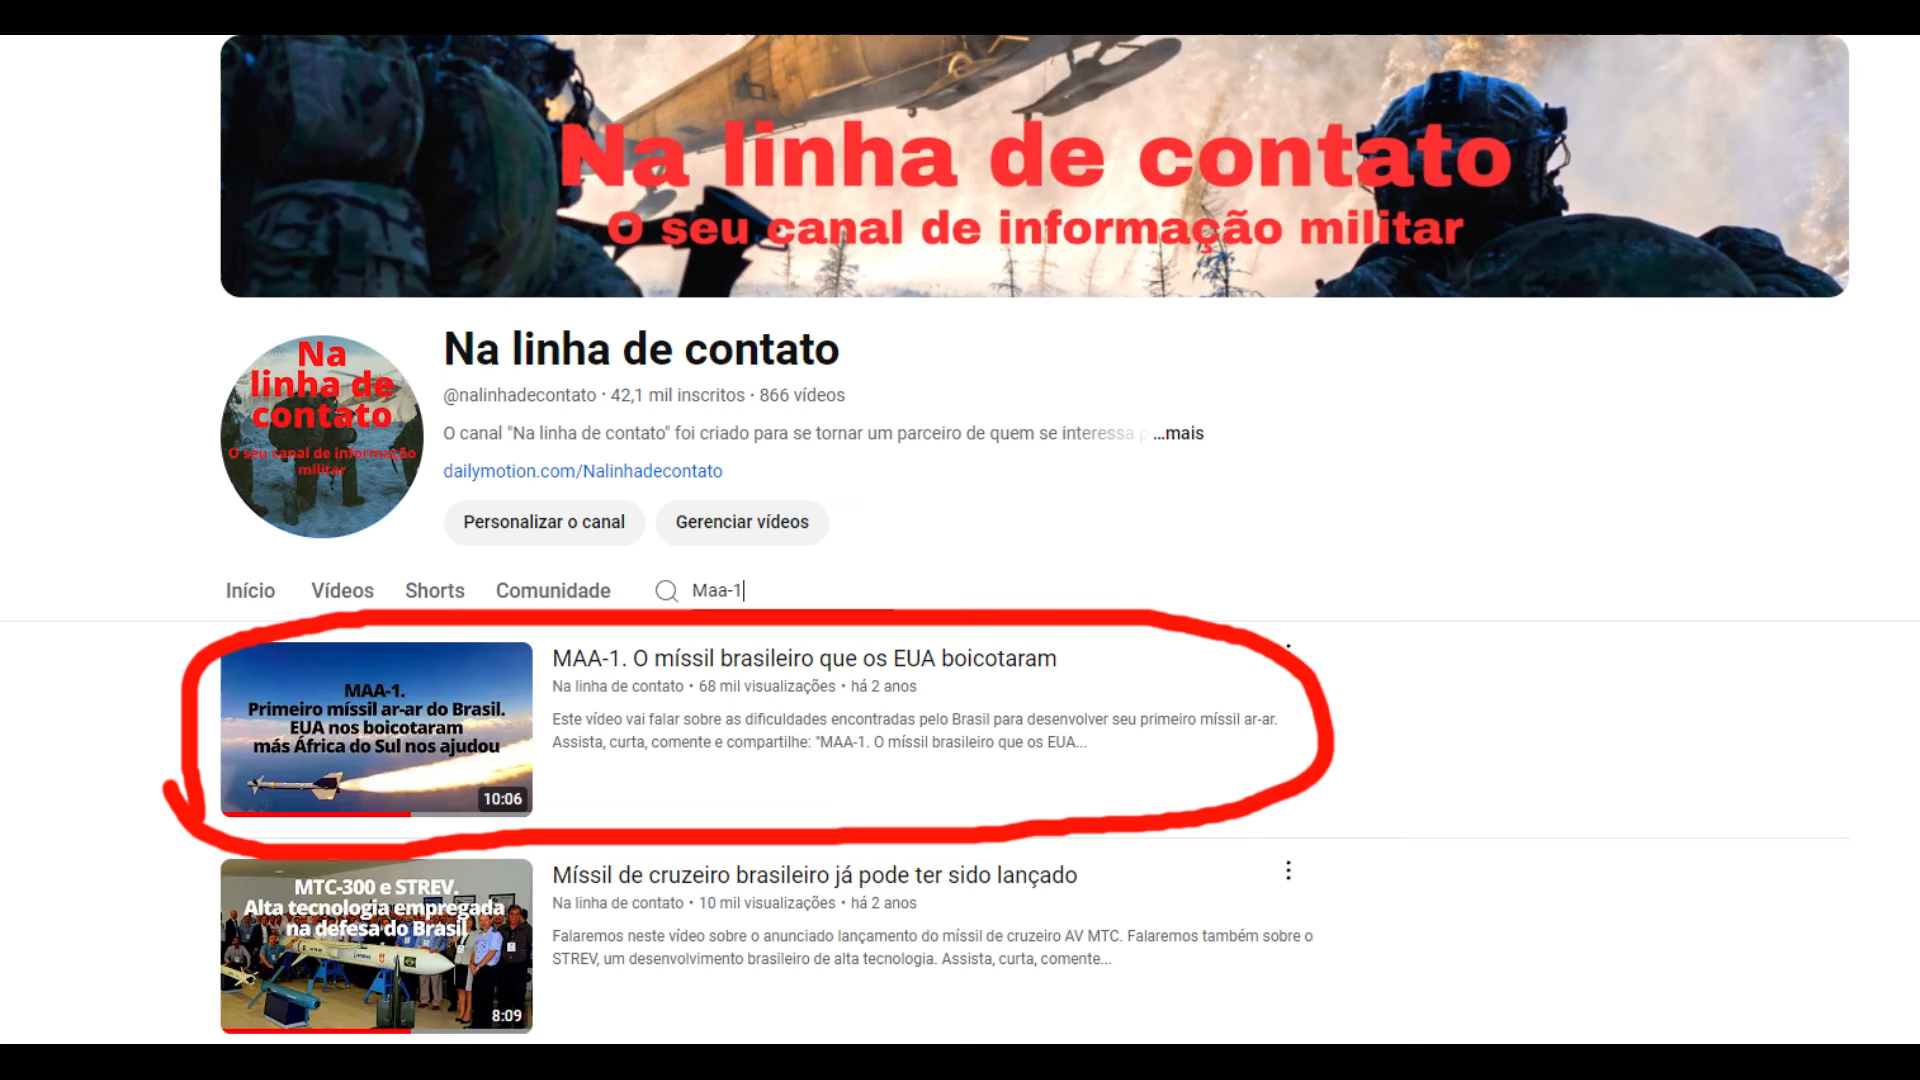 Na linha de contato
O seu canal de informação militar
Na
linha de
contato
O seu canal de informação
militar
Na linha de contato
@nalinhadecontato · 42,1 mil inscritos · 866 vídeos
O canal "Na linha de contato" foi criado para se tornar um parceiro de quem se interessa p ...mais
dailymotion.com/Nalinhadecontato
Personalizar o canal Gerenciar vídeos
Início Vídeos Shorts Comunidade Maa-1
MAA-1.
Primeiro míssil ar-ar do Brasil.
EUA nos boicotaram
más África do Sul nos ajudou
10:06
MAA-1. O míssil brasileiro que os EUA boicotaram
Na linha de contato • 68 mil visualizações • há 2 anos
Este vídeo vai falar sobre as dificuldades encontradas pelo Brasil para desenvolver seu primeiro míssil ar-ar.
Assista, curta, comente e compartilhe: "MAA-1. O míssil brasileiro que os EUA...
MTC-300 e STREV.
Alta tecnologia empregada
na defesa do Brasil
8:09
Míssil de cruzeiro brasileiro já pode ter sido lançado
Na linha de contato • 10 mil visualizações • há 2 anos
Falaremos neste vídeo sobre o anunciado lançamento do míssil de cruzeiro AV MTC. Falaremos também sobre o
STREV, um desenvolvimento brasileiro de alta tecnologia. Assista, curta, comente...